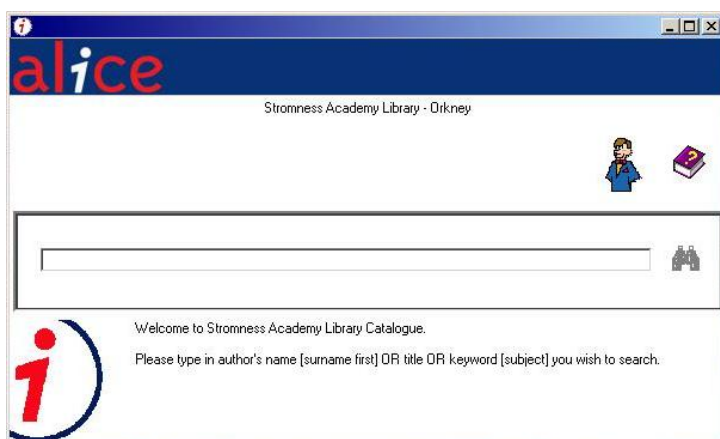 alice
Stromness Academy Library - Orkney
?
Welcome to Stromness Academy Library Catalogue.
Please type in author's name [surname first] OR title OR keyword [subject] you wish to search.
i